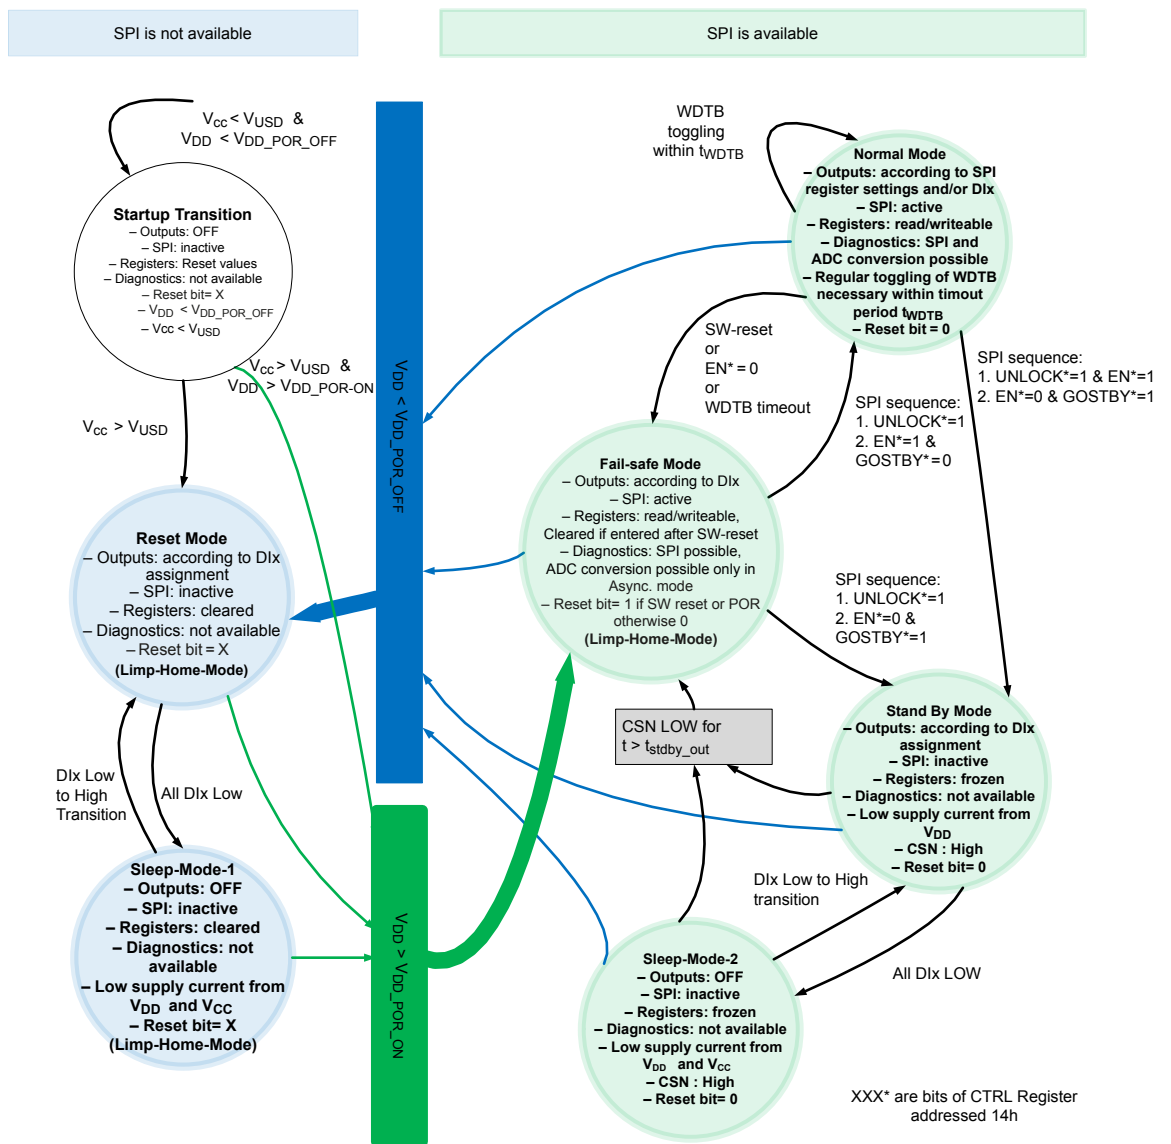 SPI is not available
SPI is available
Vcc < VUSD &
VDD < VDD_POR_OFF
Startup Transition
– Outputs: OFF
– SPI: inactive
– Registers: Reset values
– Diagnostics: not available
– Reset bit= X
– VDD < VDD_POR_OFF
– Vcc < VUSD
Vcc > VUSD &
VDD > VDD_POR-ON
Vcc > VUSD
Reset Mode
– Outputs: according to DIx
assignment
– SPI: inactive
– Registers: cleared
– Diagnostics: not available
– Reset bit = X
(Limp-Home-Mode)
DIx Low
to High
Transition
All DIx Low
Sleep-Mode-1
– Outputs: OFF
– SPI: inactive
– Registers: cleared
– Diagnostics: not
available
– Low supply current from
VDD and VCC
– Reset bit= X
(Limp-Home-Mode)
VDD < VDD_POR_OFF
VDD > VDD_POR_ON
WDTB
toggling
within tWDTB
Normal Mode
– Outputs: according to SPI
register settings and/or DIx
– SPI: active
– Registers: read/writeable
– Diagnostics: SPI and
ADC conversion possible
– Regular toggling of WDTB
necessary within timout
period tWDTB
– Reset bit = 0
SW-reset
or
EN* = 0
or
WDTB timeout
SPI sequence:
1. UNLOCK*=1
2. EN*=1 &
GOSTBY*=0
SPI sequence:
1. UNLOCK*=1 & EN*=1
2. EN*=0 & GOSTBY*=1
Fail-safe Mode
– Outputs: according to DIx
– SPI: active
– Registers: read/writeable,
Cleared if entered after SW-reset
– Diagnostics: SPI possible,
ADC conversion possible only in
Async. mode
– Reset bit= 1 if SW reset or POR
otherwise 0
(Limp-Home-Mode)
SPI sequence:
1. UNLOCK*=1
2. EN*=0 &
GOSTBY*=1
CSN LOW for
t > tstdby_out
Stand By Mode
– Outputs: according to DIx
assignment
– SPI: inactive
– Registers: frozen
– Diagnostics: not available
– Low supply current from
VDD
– CSN : High
– Reset bit= 0
DIx Low to High
transition
All DIx LOW
Sleep-Mode-2
– Outputs: OFF
– SPI: inactive
– Registers: frozen
– Diagnostics: not available
– Low supply current from
VDD and VCC
– CSN : High
– Reset bit= 0
XXX* are bits of CTRL Register
addressed 14h